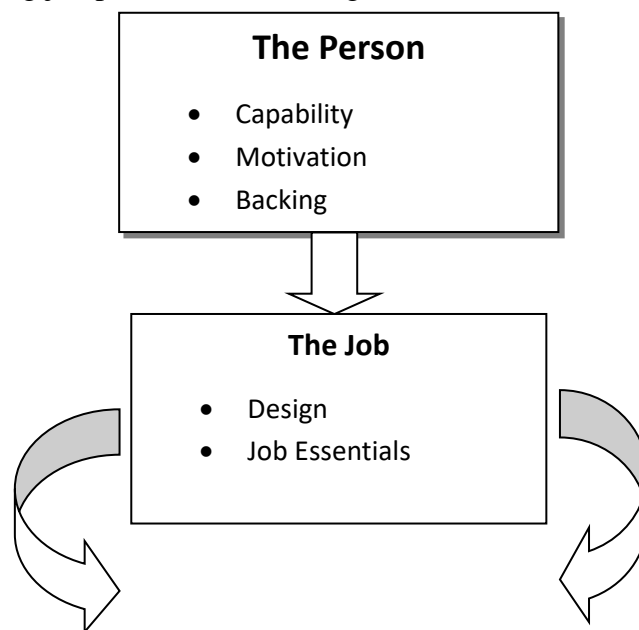 The Person
• Capability
• Motivation
• Backing
The Job
• Design
• Job Essentials